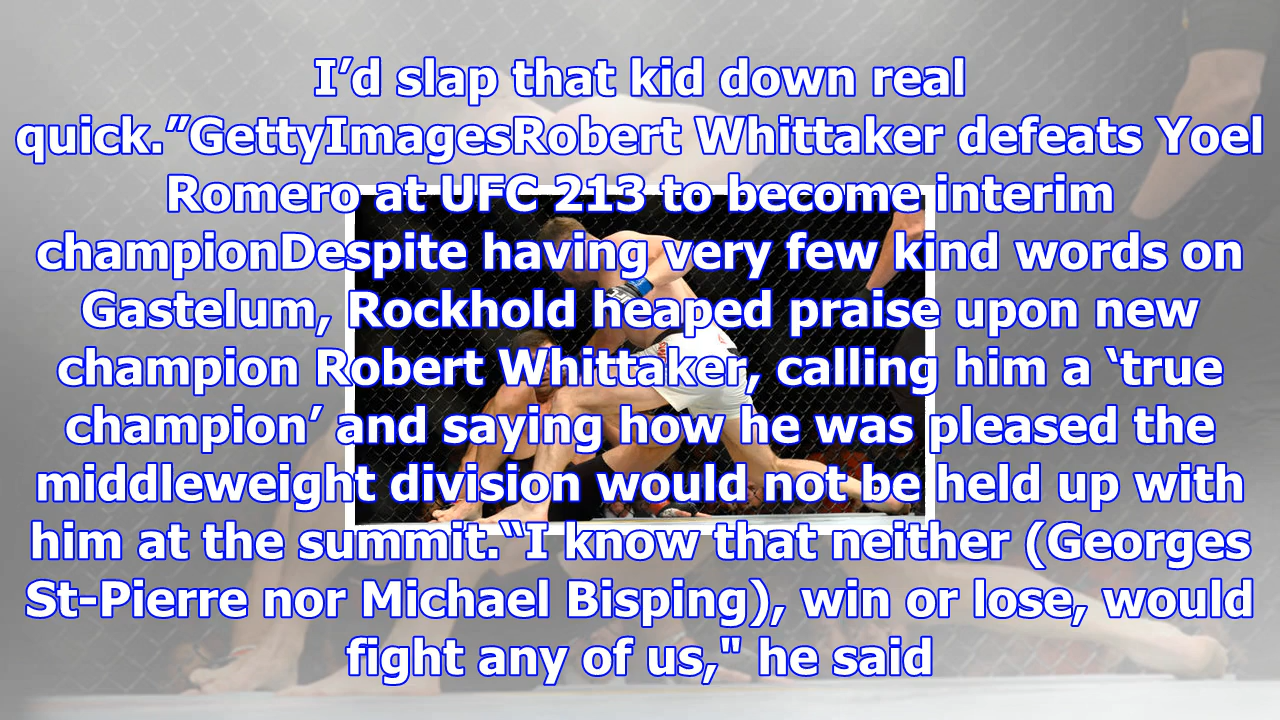 I’d slap that kid down real
quick.”GettyImagesRobert Whittaker defeats Yoel
Romero at UFC 213 to become interim
championDespite having very few kind words on
Gastelum, Rockhold heaped praise upon new
champion Robert Whittaker, calling him a ‘true
champion’ and saying how he was pleased the
middleweight division would not be held up with
him at the summit.“I know that neither (Georges
St-Pierre nor Michael Bisping), win or lose, would
fight any of us," he said